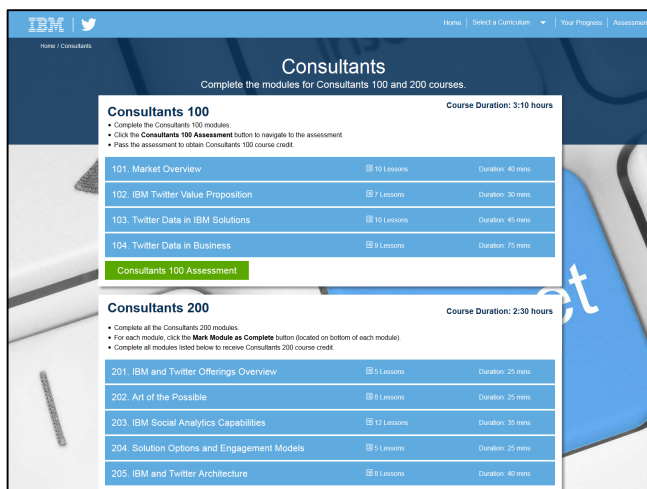 IBM
Home Select a Curriculum Your Progress Assessment
Home / Consultants
Consultants
Complete the modules for Consultants 100 and 200 courses.
Consultants 100
Course Duration: 3:10 hours
• Complete the Consultants 100 modules.
• Click the Consultants 100 Assessment button to navigate to the assessment.
• Pass the assessment to obtain Consultants 100 course credit.
101. Market Overview 10 Lessons Duration: 40 mins
102. IBM Twitter Value Proposition 7 Lessons Duration: 30 mins
103. Twitter Data in IBM Solutions 10 Lessons Duration: 45 mins
104. Twitter Data in Business 9 Lessons Duration: 75 mins
Consultants 100 Assessment
Consultants 200
Course Duration: 2:30 hours
• Complete all the Consultants 200 modules.
• For each module, click the Mark Module as Complete button (located on bottom of each module).
• Complete all modules listed below to receive Consultants 200 course credit.
201. IBM and Twitter Offerings Overview 5 Lessons Duration: 25 mins
202. Art of the Possible 6 Lessons Duration: 25 mins
203. IBM Social Analytics Capabilities 12 Lessons Duration: 35 mins
204. Solution Options and Engagement Models 5 Lessons Duration: 25 mins
205. IBM and Twitter Architecture 8 Lessons Duration: 40 mins